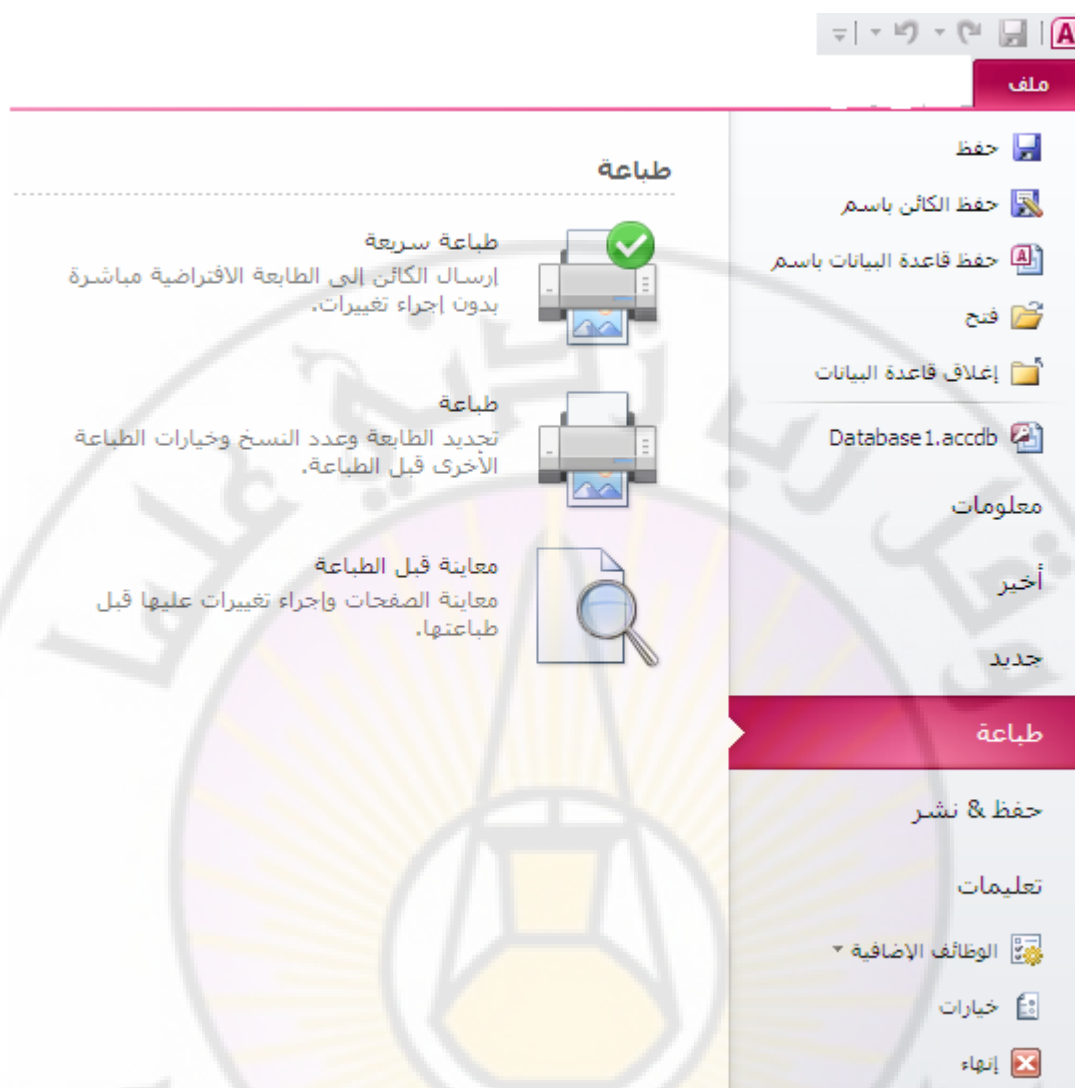 ملف
حفظ
حفظ الكائن باسم
حفظ قاعدة البيانات باسم
فتح
إغلاق قاعدة البيانات
Database1.accdb
معلومات
أخير
جديد
طباعة
حفظ & نشر
تعليمات
الوظائف الإضافية
خيارات
إنهاء
طباعة
طباعة سريعة
إرسال الكائن إلى الطابعة الافتراضية مباشرة
بدون إجراء تغييرات.
طباعة
تحديد الطابعة وعدد النسخ وخيارات الطباعة
الأخرى قبل الطباعة.
معاينة قبل الطباعة
معاينة الصفحات وإجراء تغييرات عليها قبل
طباعتها.